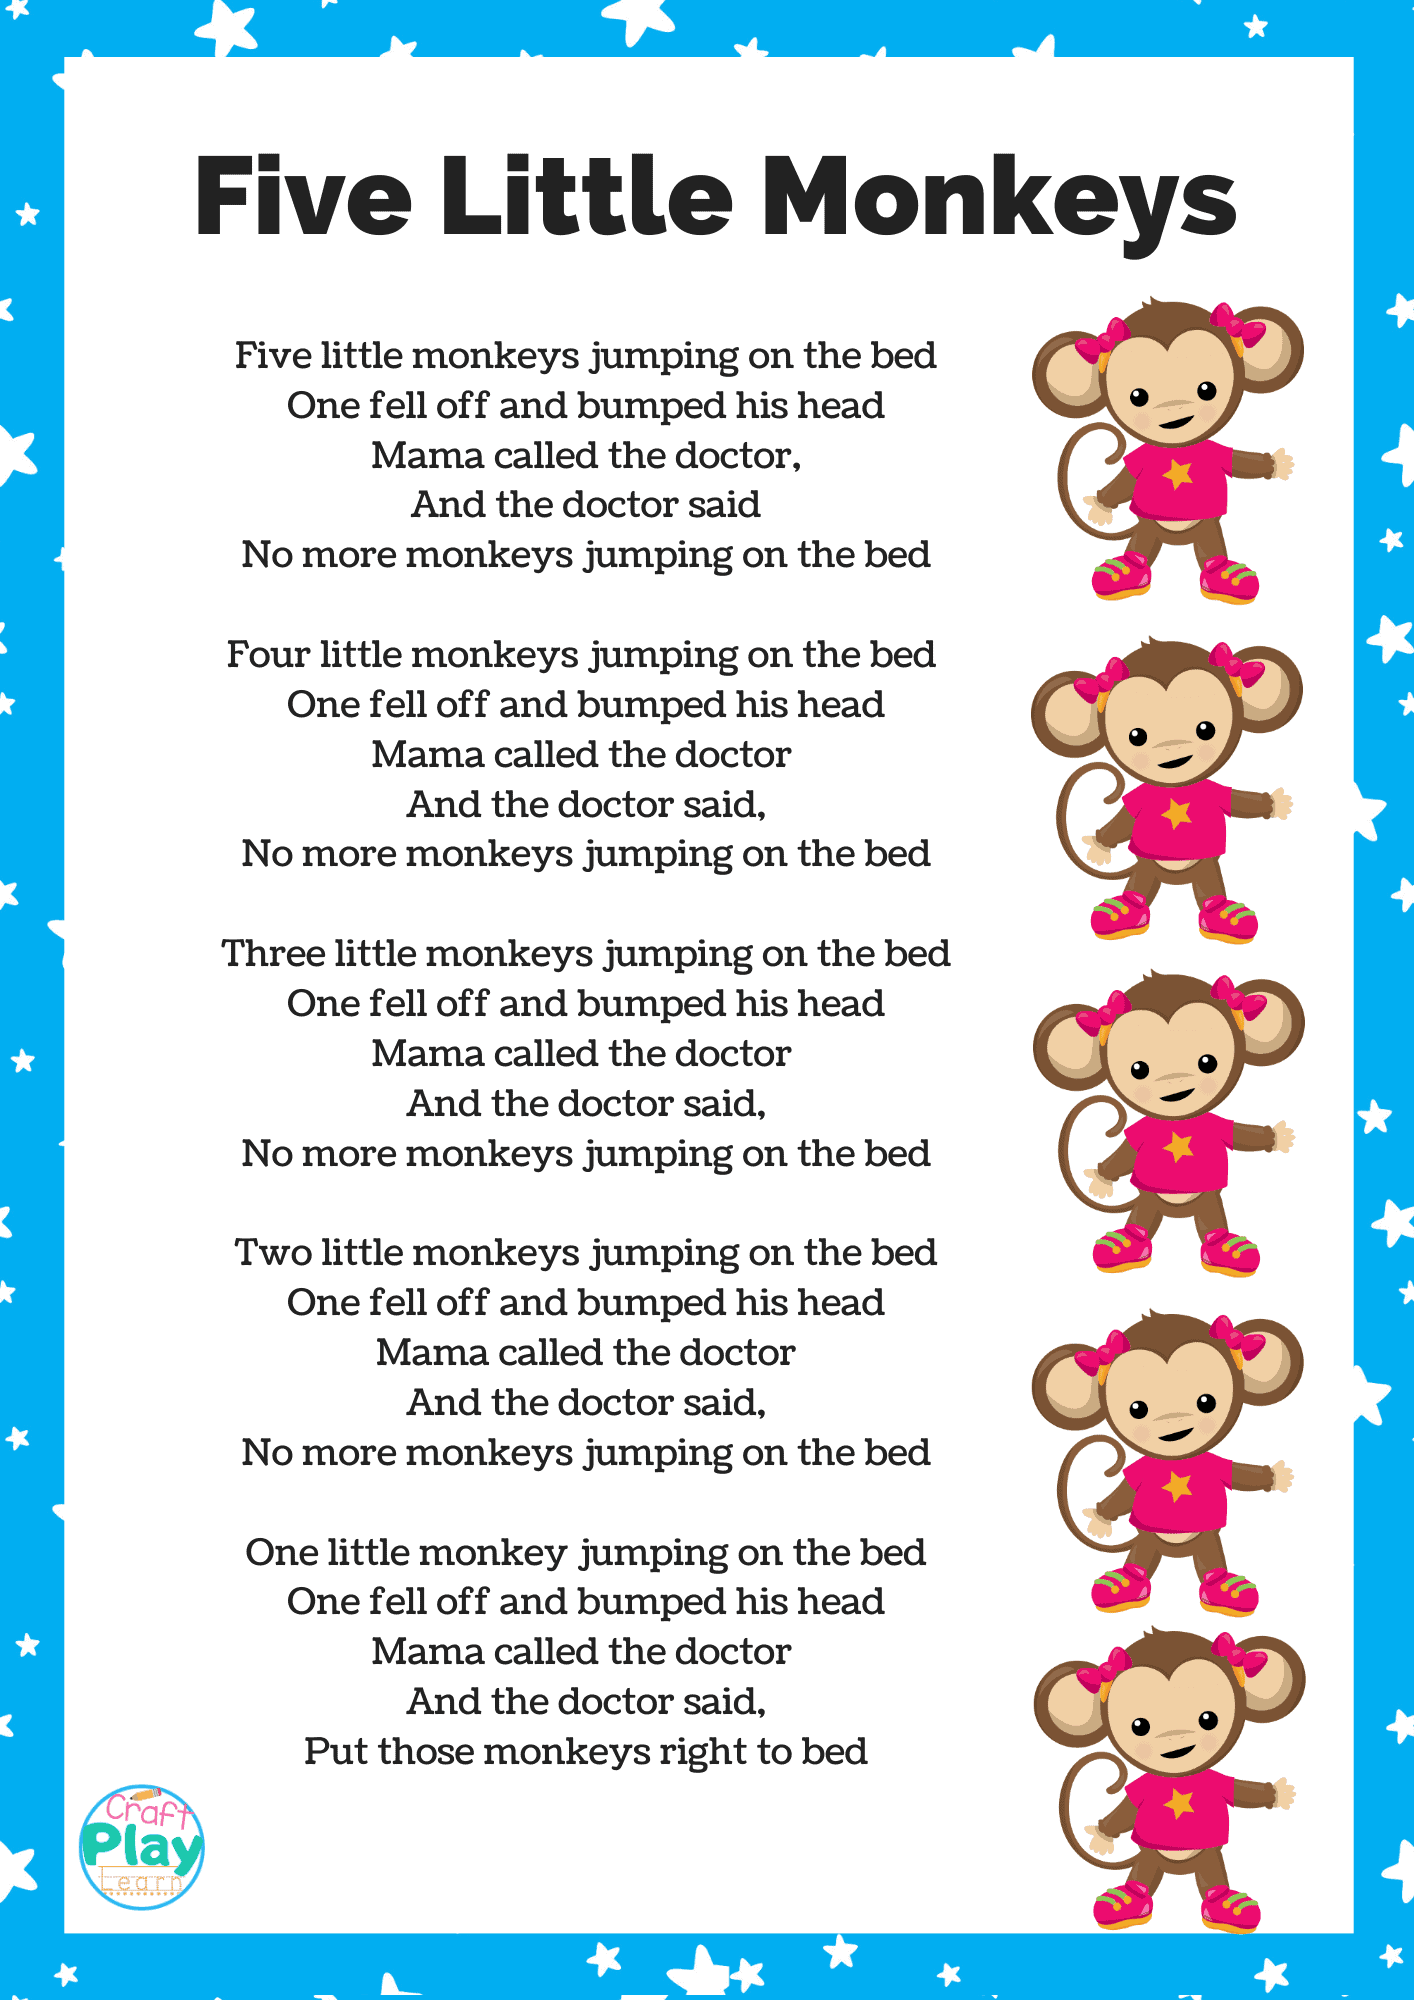 Five Little Monkeys
Five little monkeys jumping on the bed
One fell off and bumped his head
Mama called the doctor,
And the doctor said
No more monkeys jumping on the bed
Four little monkeys jumping on the bed
One fell off and bumped his head
Mama called the doctor
And the doctor said,
No more monkeys jumping on the bed
Three little monkeys jumping on the bed
One fell off and bumped his head
Mama called the doctor
And the doctor said,
No more monkeys jumping on the bed
Two little monkeys jumping on the bed
One fell off and bumped his head
Mama called the doctor
And the doctor said,
No more monkeys jumping on the bed
One little monkey jumping on the bed
One fell off and bumped his head
Mama called the doctor
And the doctor said,
Put those monkeys right to bed
Craft
Play
Learn